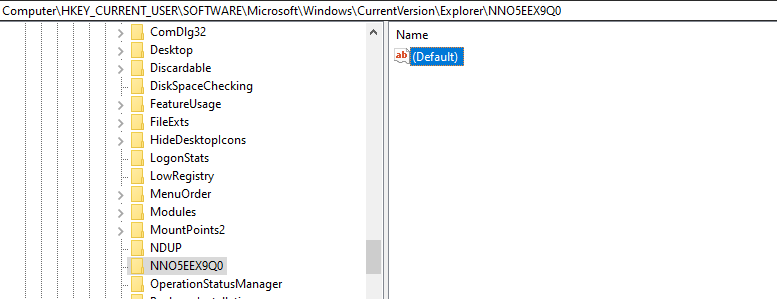 Computer\HKEY_CURRENT_USER\SOFTWARE\Microsoft\Windows\CurrentVersion\Explorer\NNO5EEX9Q0
ComDlg32
Desktop
Discardable
DiskSpaceChecking
FeatureUsage
FileExts
HideDesktopIcons
LogonStats
LowRegistry
MenuOrder
Modules
MountPoints2
NDUP
NNO5EEX9Q0
OperationStatusManager
Name
ab
(Default)